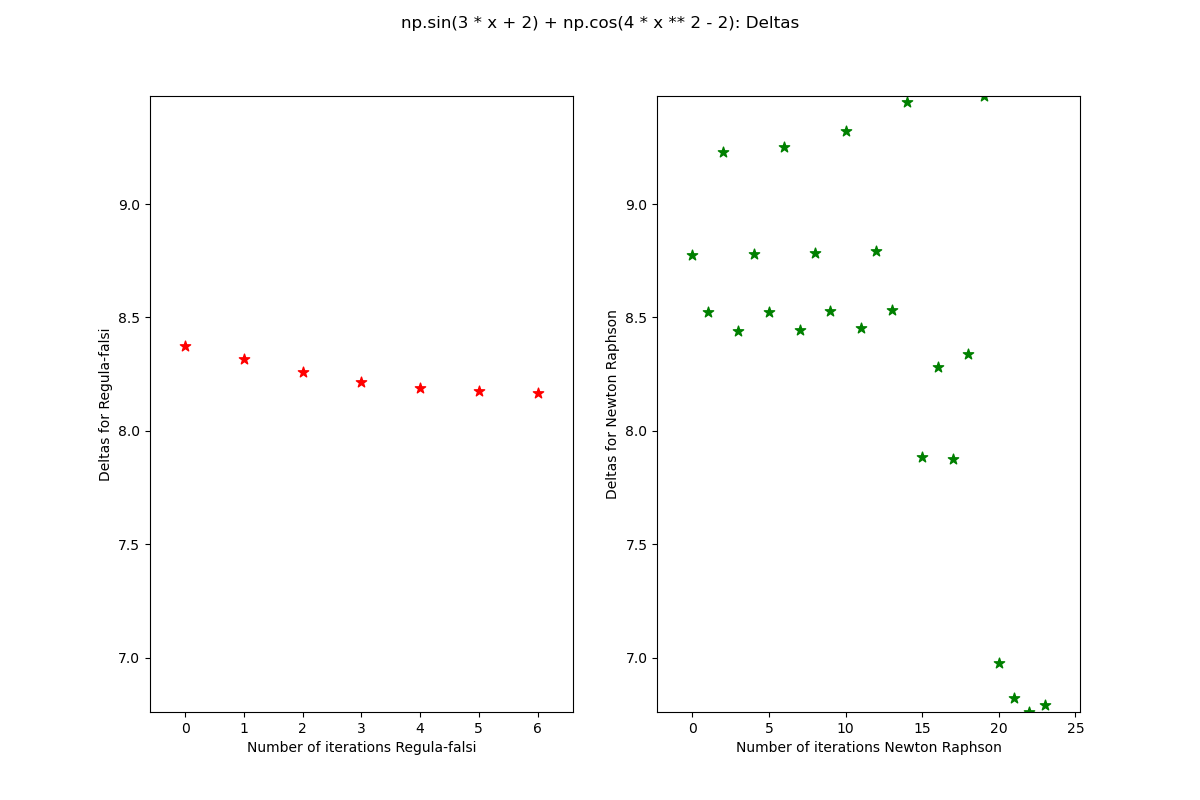 np.sin(3 * x + 2) + np.cos(4 * x ** 2 - 2): Deltas
Deltas for Regula-falsi
9.0
8.5
8.0
7.5
7.0
0 1 2 3 4 5 6
Number of iterations Regula-falsi
Deltas for Newton Raphson
9.0
8.5
8.0
7.5
7.0
0 5 10 15 20 25
Number of iterations Newton Raphson